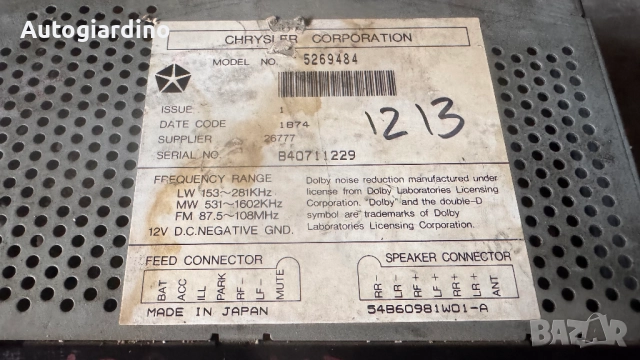 Autogiardino
CHRYSLER CORPORATION
MODEL NO. 5269484
ISSUE 1
DATE CODE 1874
SUPPLIER 26777
SERIAL NO. B40711229
1213
FREQUENCY RANGE
LW 153~281KHz
MW 531~1602KHz
FM 87.5~108MHz
12V D.C.NEGATIVE GND.
Dolby noise reduction manufactured under
license from Dolby Laboratories Licensing
Corporation. "Dolby" and the double-D
symbol are trademarks of Dolby
Laboratories Licensing Corporation.
FEED CONNECTOR
BAT
ACC
ILL
PARK
RF-
LF-
MUTE
SPEAKER CONNECTOR
RR-
LR-
RF+
LF+
RR+
LR+
ANT
MADE IN JAPAN
54B60981W01-A
BAZAR